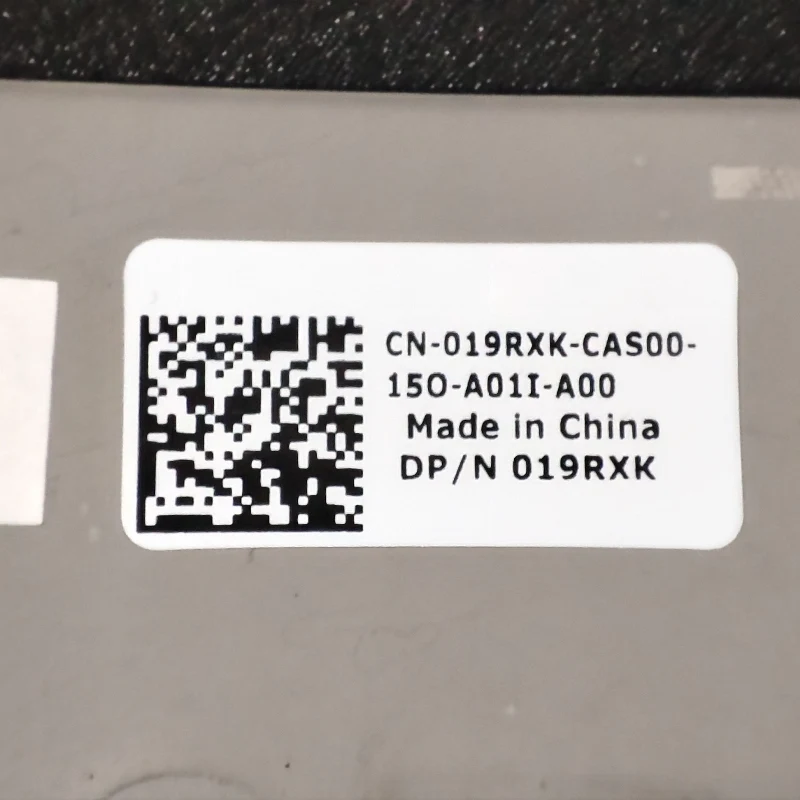 CN-019RXK-CAS00-
15O-A01I-A00
Made in China
DP/N 019RXK